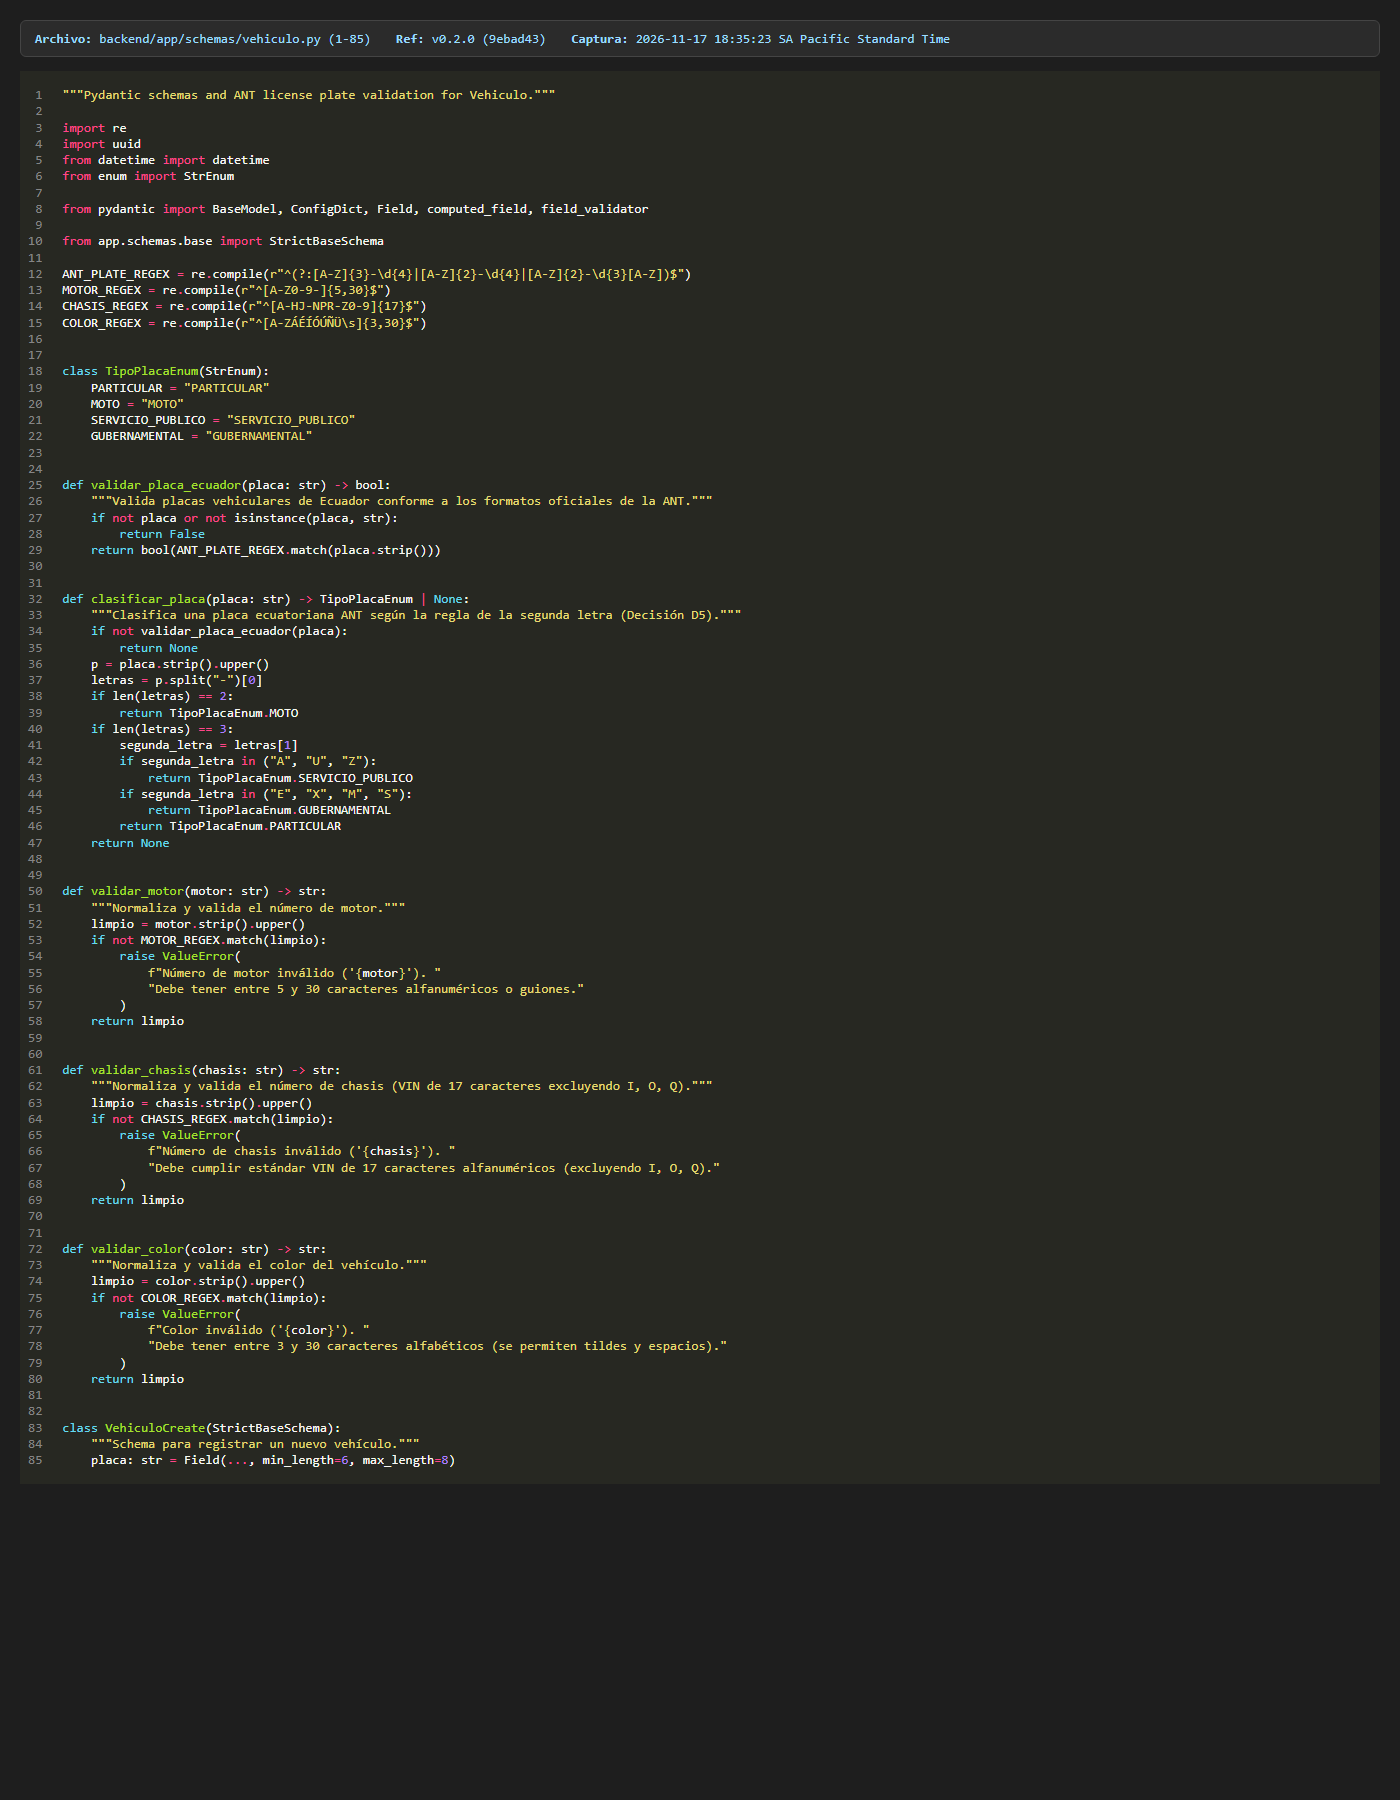 Archivo: backend/app/schemas/vehiculo.py (1-85) Ref: v0.2.0 (9ebad43) Captura: 2026-11-17 18:35:23 SA Pacific Standard Time
1 """Pydantic schemas and ANT license plate validation for Vehiculo."""
2
3 import re
4 import uuid
5 from datetime import datetime
6 from enum import StrEnum
7
8 from pydantic import BaseModel, ConfigDict, Field, computed_field, field_validator
9
10 from app.schemas.base import StrictBaseSchema
11
12 ANT_PLATE_REGEX = re.compile(r"^(?:[A-Z]{3}-\d{4}|[A-Z]{2}-\d{4}|[A-Z]{2}-\d{3}[A-Z])$")
13 MOTOR_REGEX = re.compile(r"^[A-Z0-9-]{5,30}$")
14 CHASIS_REGEX = re.compile(r"^[A-HJ-NPR-Z0-9]{17}$")
15 COLOR_REGEX = re.compile(r"^[A-ZÁÉÍÓÚÑÜ\s]{3,30}$")
16
17
18 class TipoPlacaEnum(StrEnum):
19     PARTICULAR = "PARTICULAR"
20     MOTO = "MOTO"
21     SERVICIO_PUBLICO = "SERVICIO_PUBLICO"
22     GUBERNAMENTAL = "GUBERNAMENTAL"
23
24
25 def validar_placa_ecuador(placa: str) -> bool:
26     """Valida placas vehiculares de Ecuador conforme a los formatos oficiales de la ANT."""
27     if not placa or not isinstance(placa, str):
28         return False
29     return bool(ANT_PLATE_REGEX.match(placa.strip()))
30
31
32 def clasificar_placa(placa: str) -> TipoPlacaEnum | None:
33     """Clasifica una placa ecuatoriana ANT según la regla de la segunda letra (Decisión D5)."""
34     if not validar_placa_ecuador(placa):
35         return None
36     p = placa.strip().upper()
37     letras = p.split("-")[0]
38     if len(letras) == 2:
39         return TipoPlacaEnum.MOTO
40     if len(letras) == 3:
41         segunda_letra = letras[1]
42         if segunda_letra in ("A", "U", "Z"):
43             return TipoPlacaEnum.SERVICIO_PUBLICO
44         if segunda_letra in ("E", "X", "M", "S"):
45             return TipoPlacaEnum.GUBERNAMENTAL
46         return TipoPlacaEnum.PARTICULAR
47     return None
48
49
50 def validar_motor(motor: str) -> str:
51     """Normaliza y valida el número de motor."""
52     limpio = motor.strip().upper()
53     if not MOTOR_REGEX.match(limpio):
54         raise ValueError(
55             f"Número de motor inválido ('{motor}'). "
56             "Debe tener entre 5 y 30 caracteres alfanuméricos o guiones."
57         )
58     return limpio
59
60
61 def validar_chasis(chasis: str) -> str:
62     """Normaliza y valida el número de chasis (VIN de 17 caracteres excluyendo I, O, Q)."""
63     limpio = chasis.strip().upper()
64     if not CHASIS_REGEX.match(limpio):
65         raise ValueError(
66             f"Número de chasis inválido ('{chasis}'). "
67             "Debe cumplir estándar VIN de 17 caracteres alfanuméricos (excluyendo I, O, Q)."
68         )
69     return limpio
70
71
72 def validar_color(color: str) -> str:
73     """Normaliza y valida el color del vehículo."""
74     limpio = color.strip().upper()
75     if not COLOR_REGEX.match(limpio):
76         raise ValueError(
77             f"Color inválido ('{color}'). "
78             "Debe tener entre 3 y 30 caracteres alfabéticos (se permiten tildes y espacios)."
79         )
80     return limpio
81
82
83 class VehiculoCreate(StrictBaseSchema):
84     """Schema para registrar un nuevo vehículo."""
85     placa: str = Field(..., min_length=6, max_length=8)